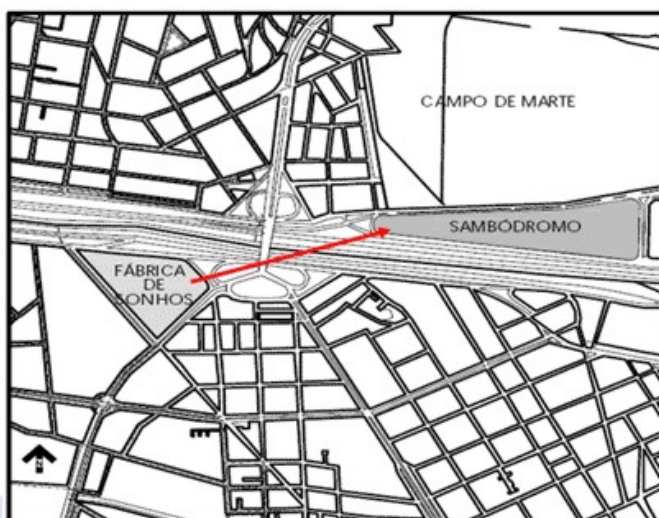 CAMPO DE MARTE
SAMBÓDROMO
FÁBRICA
DE
SONHOS
N